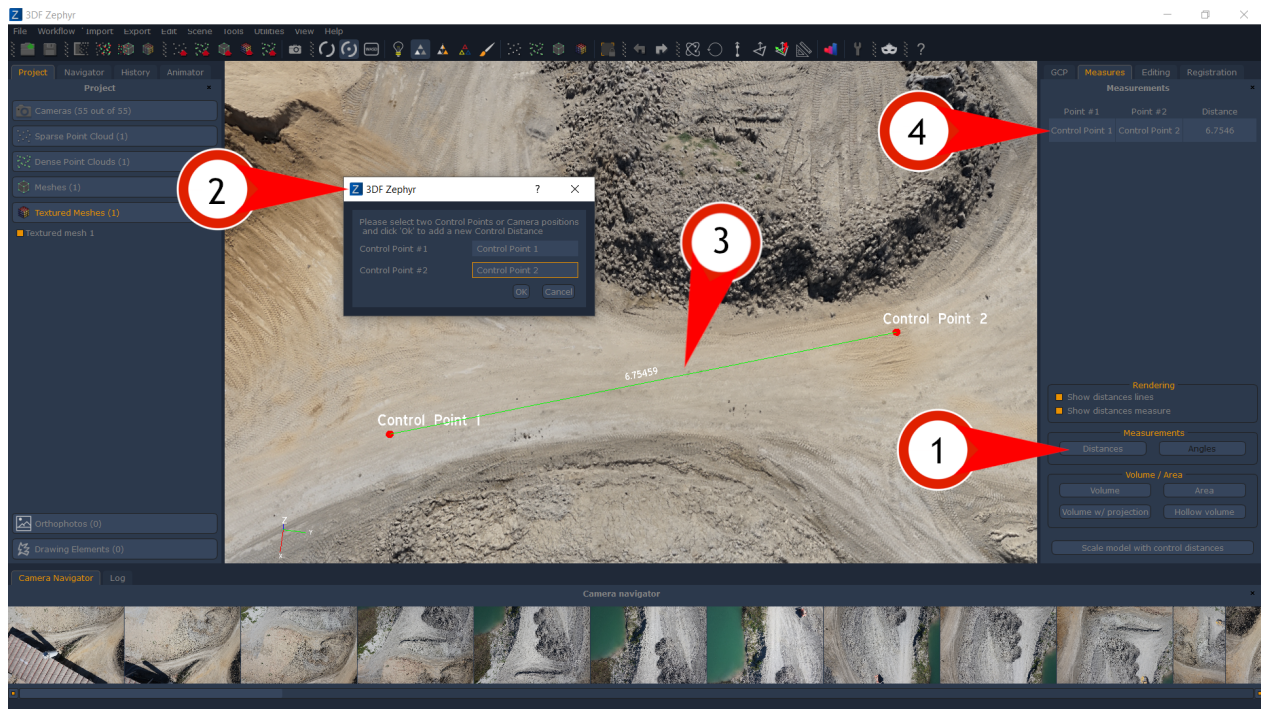 3DF Zephyr
File Workflow Import Export Edit Scene Tools Utilities View Help
Project Navigator History Animator
Project
Cameras (55 out of 55)
Sparse Point Cloud (1)
Dense Point Clouds (1)
Meshes (1)
Textured Meshes (1)
Textured mesh 1
Orthophotos (0)
Drawing Elements (0)
2
3DF Zephyr ?
Please select two Control Points or Camera positions
and click 'Ok' to add a new Control Distance
Control Point #1 Control Point 1
Control Point #2 Control Point 2
OK Cancel
3
Control Point 2
6.75459
Control Point 1
Z
Y
X
GCP Measures Editing Registration
Measurements
Point #1 Point #2 Distance
Control Point 1 Control Point 2 6.7546
4
Rendering
Show distances lines
Show distances measure
Measurements
Distances Angles
1
Volume / Area
Volume Area
Volume w/ projection Hollow volume
Scale model with control distances
Camera Navigator Log
Camera navigator